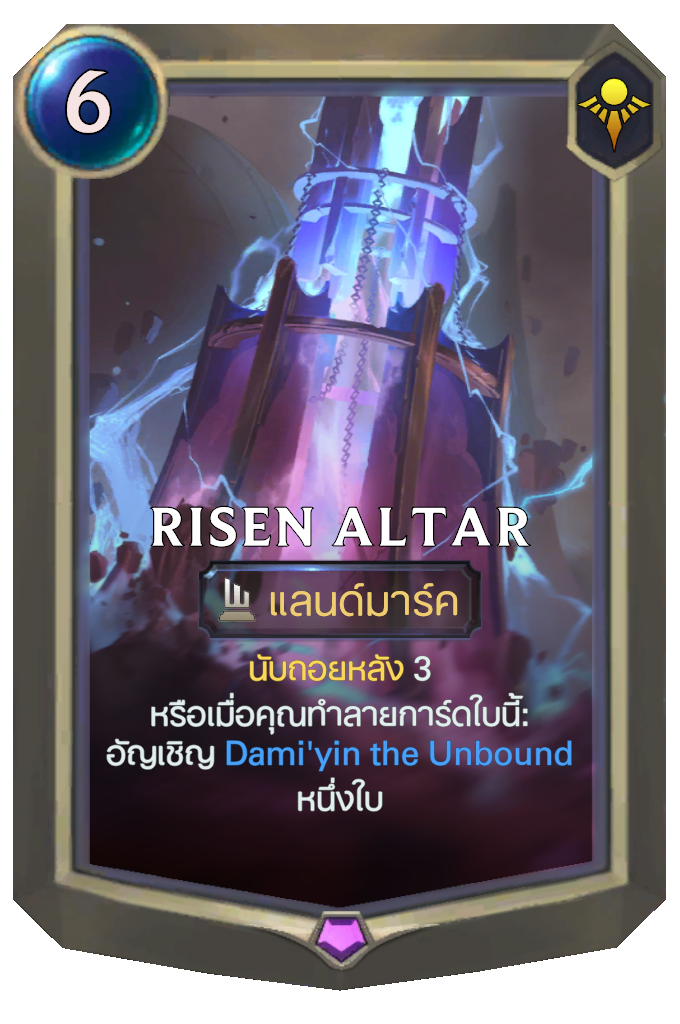 6
RISEN ALTAR
แลนด์มาร์ค
นับถอยหลัง 3
หรือเมื่อคุณทำลายการ์ดใบนี้:
อัญเชิญ Dami'yin the Unbound
หนึ่งใบ